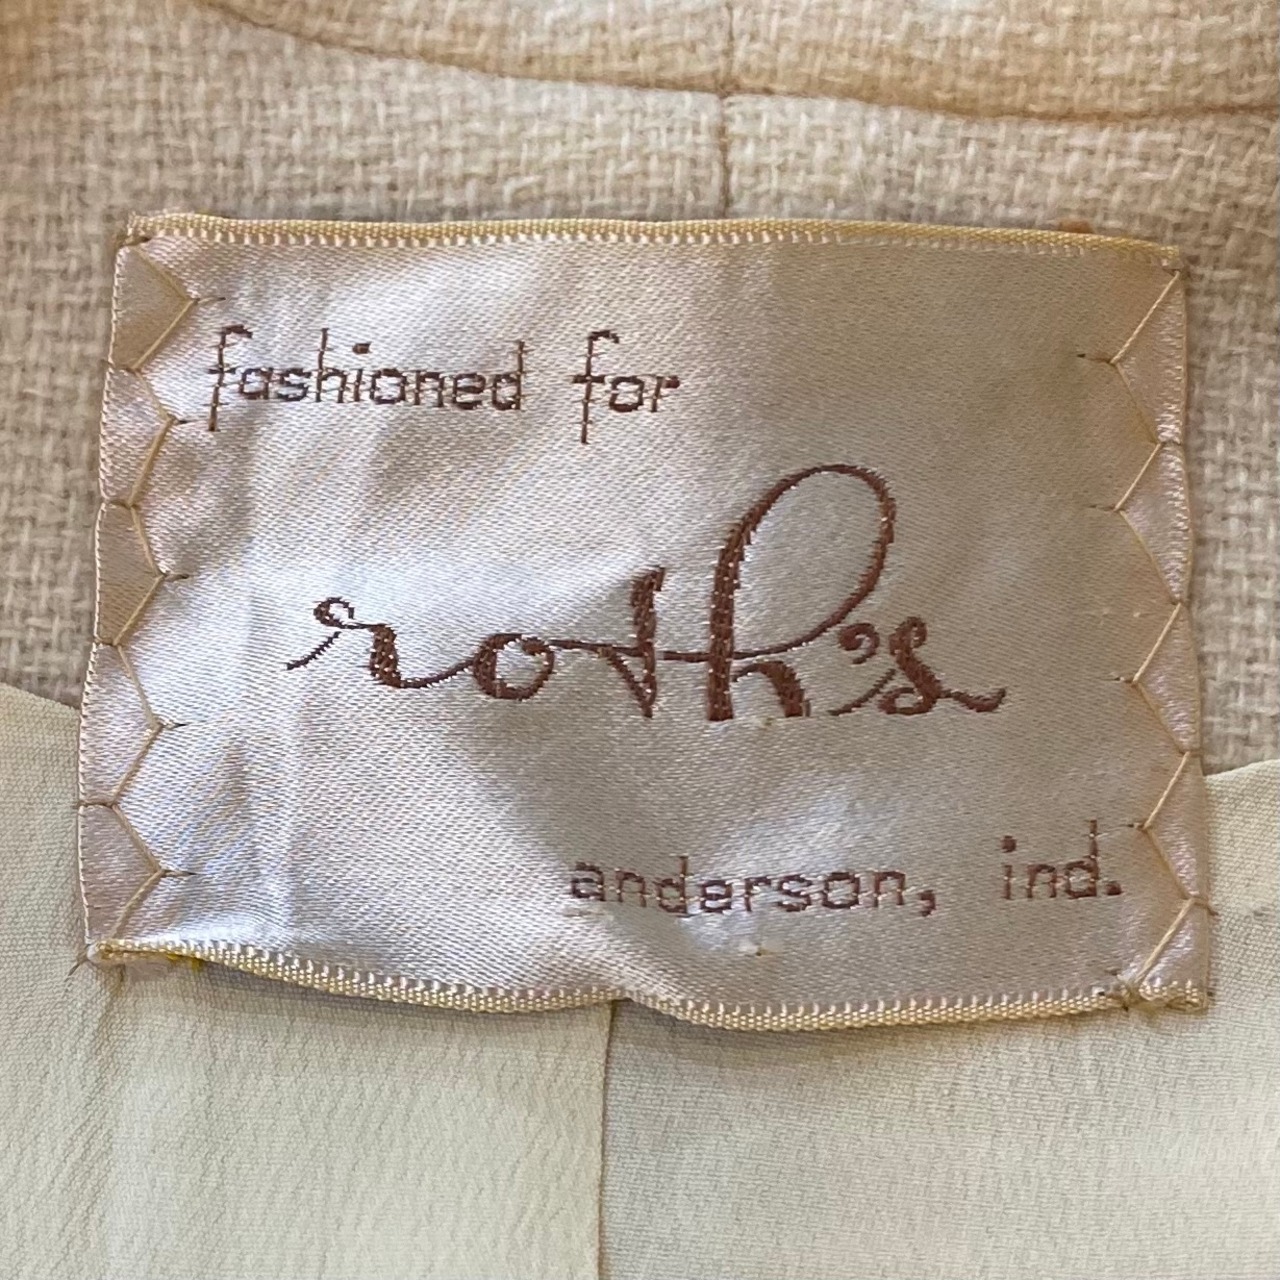 fashioned for
roth's
anderson, ind.